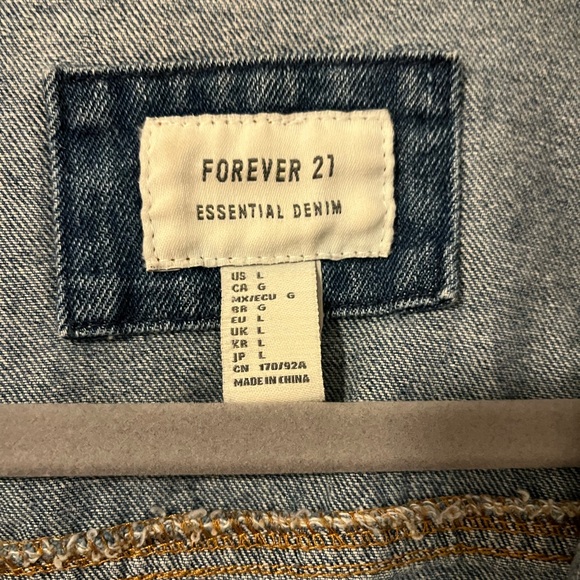 FOREVER 21
ESSENTIAL DENIM
US L
CA G
MX/ECU G
BR G
EU L
UK L
KR L
JP L
CN 170/92A
MADE IN CHINA